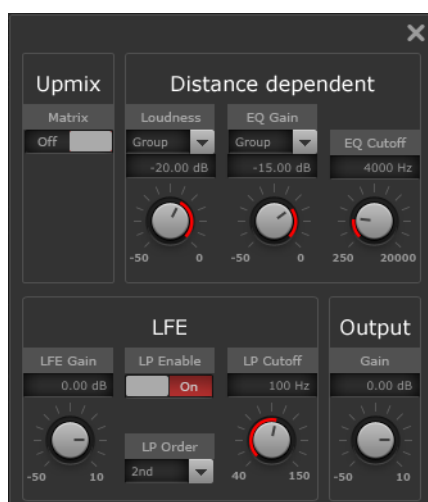 Upmix
Distance dependent
Matrix
Loudness
EQ Gain
Off
Group
Group
EQ Cutoff
-20.00 dB
-15.00 dB
4000 Hz
-50
0
-50
0
250
20000
LFE
Output
LFE Gain
LP Enable
LP Cutoff
Gain
0.00 dB
On
100 Hz
0.00 dB
LP Order
2nd
-50
10
40
150
-50
10